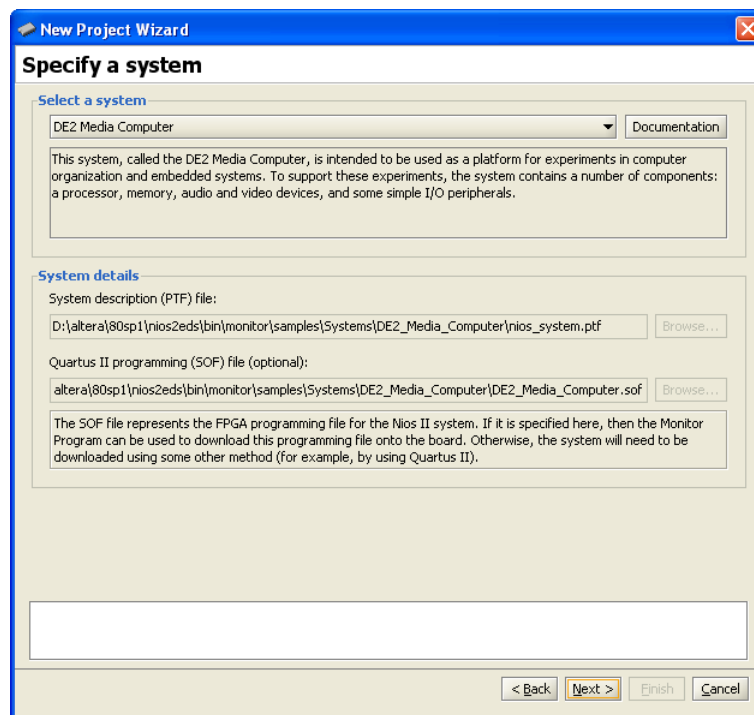 New Project Wizard
Specify a system
Select a system
DE2 Media Computer
Documentation
This system, called the DE2 Media Computer, is intended to be used as a platform for experiments in computer
organization and embedded systems. To support these experiments, the system contains a number of components:
a processor, memory, audio and video devices, and some simple I/O peripherals.
System details
System description (PTF) file:
D:\altera\80sp1\nios2eds\bin\monitor\samples\Systems\DE2_Media_Computer\nios_system.ptf
Browse...
Quartus II programming (SOF) file (optional):
altera\80sp1\nios2eds\bin\monitor\samples\Systems\DE2_Media_Computer\DE2_Media_Computer.sof
Browse...
The SOF file represents the FPGA programming file for the Nios II system. If it is specified here, then the Monitor
Program can be used to download this programming file onto the board. Otherwise, the system will need to be
downloaded using some other method (for example, by using Quartus II).
< Back
Next >
Finish
Cancel